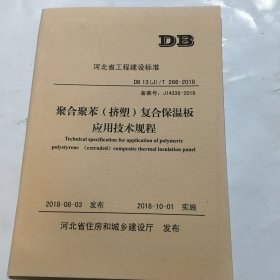 DB
河北省工程建设标准
DB 13(J)/T 266-2018
备案号：J14339-2018
聚合聚苯（挤塑）复合保温板
应用技术规程
Technical specification for application of polymeric
polystyrene （extruded）composite thermal insulation panel
2018-08-03 发布 2018-10-01 实施
河北省住房和城乡建设厅 发布